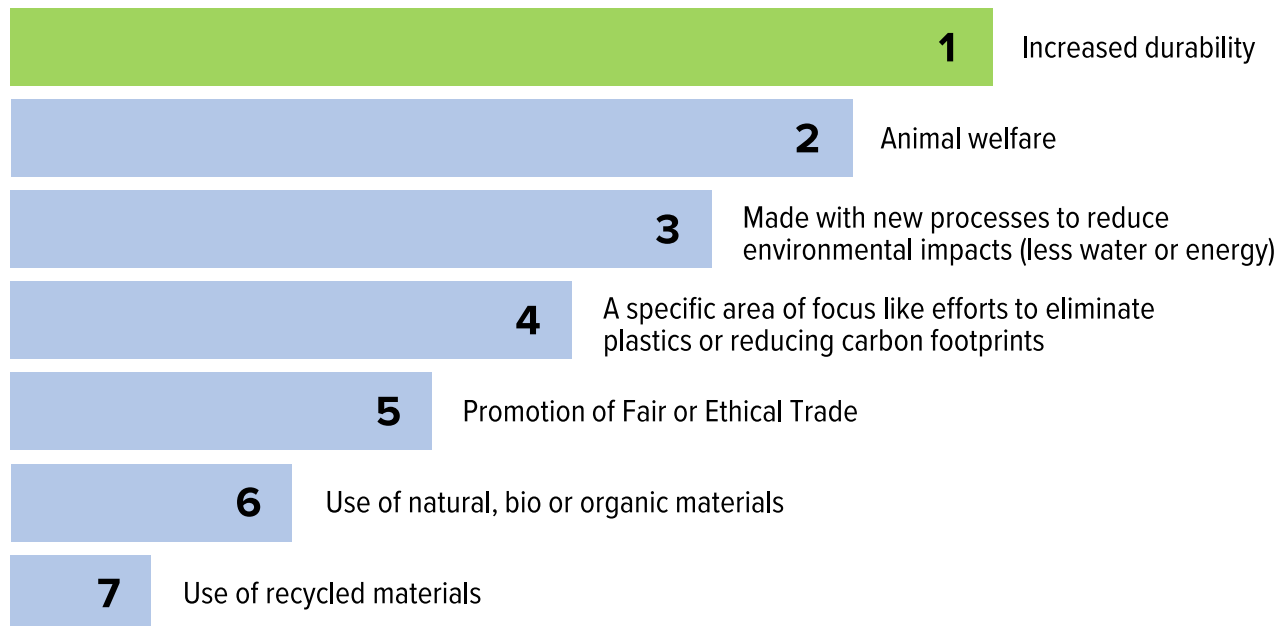 1 Increased durability
2 Animal welfare
3 Made with new processes to reduce
environmental impacts (less water or energy)
4 A specific area of focus like efforts to eliminate
plastics or reducing carbon footprints
5 Promotion of Fair or Ethical Trade
6 Use of natural, bio or organic materials
7 Use of recycled materials